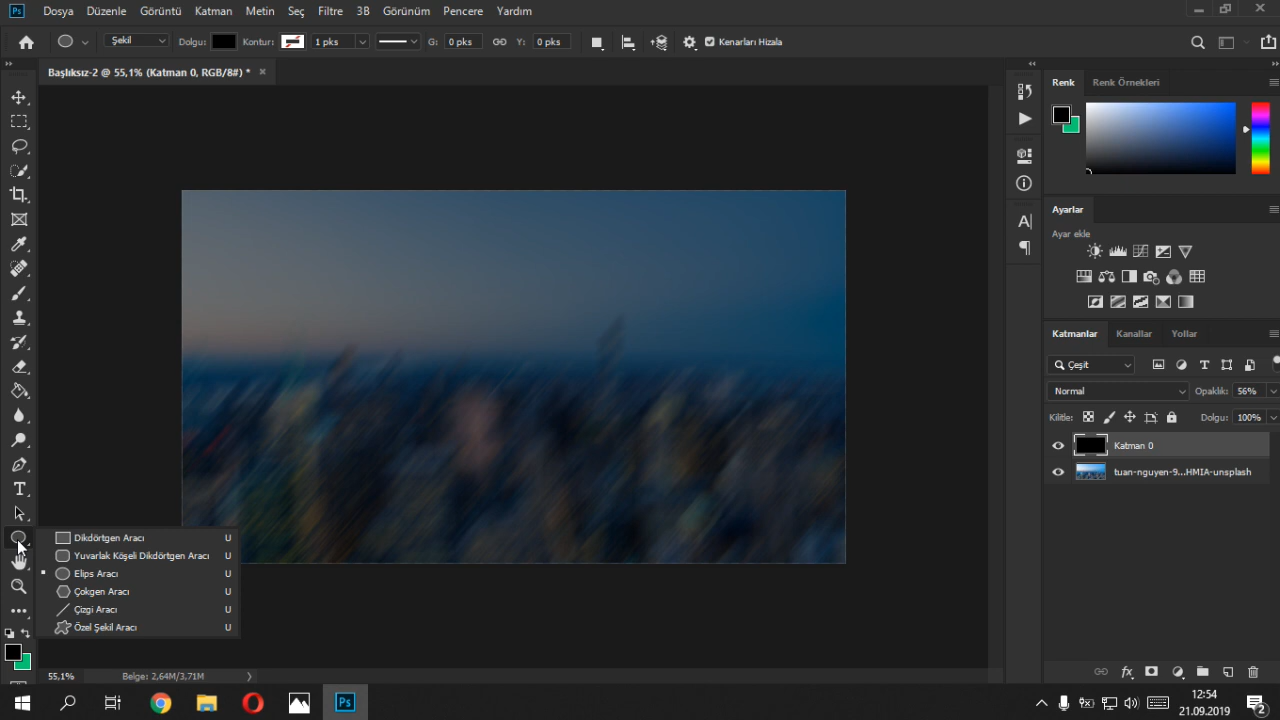 Ps Dosya Düzenle Görüntü Katman Metin Seç Filtre 3B Görünüm Pencere Yardım
Şekil Dolgu: Kontur: 1 pks G: 0 pks Y: 0 pks Kenarları Hizala
Başlıksız-2 @ 55,1% (Katman 0, RGB/8#) *
Renk Renk Örnekleri
Ayarlar
Ayar ekle
Katmanlar Kanallar Yollar
Çeşit
Normal Opaklık: 56%
Kilitle: Dolgu: 100%
Katman 0
tuan-nguyen-9...HMIA-unsplash
Dikdörtgen Aracı U
Yuvarlak Köşeli Dikdörtgen Aracı U
Elips Aracı U
Çokgen Aracı U
Çizgi Aracı U
Özel Şekil Aracı U
55,1% Belge: 2,64M/3,71M
Ps
12:54
21.09.2019
2